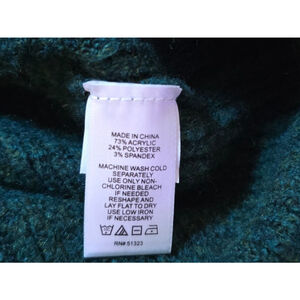 MADE IN CHINA
73% ACRYLIC
24% POLYESTER
3% SPANDEX
MACHINE WASH COLD
SEPARATELY
USE ONLY NON-
CHLORINE BLEACH
IF NEEDED
RESHAPE AND
LAY FLAT TO DRY
USE LOW IRON
IF NECESSARY
RN# 51323